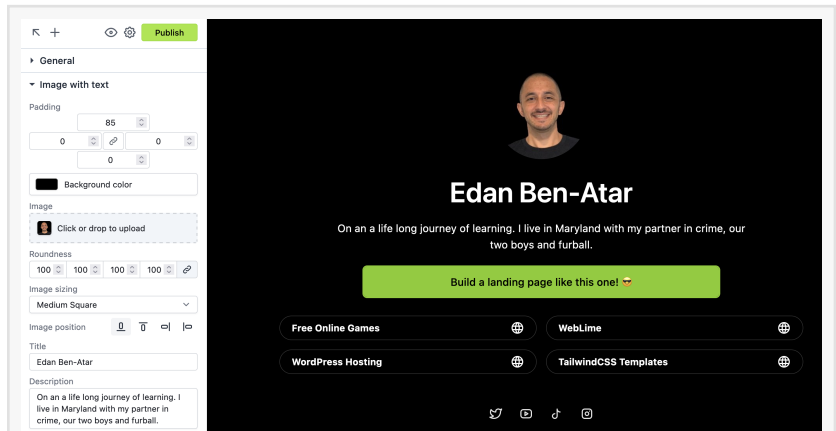 Publish
General
Image with text
Padding
85
0
0
0
Background color
Image
Click or drop to upload
Roundness
100 100 100 100
Image sizing
Medium Square
Image position
Title
Edan Ben-Atar
Description
On an a life long journey of learning. I
live in Maryland with my partner in
crime, our two boys and furball.
Edan Ben-Atar
On an a life long journey of learning. I live in Maryland with my partner in crime, our
two boys and furball.
Build a landing page like this one! 😎
Free Online Games
WebLime
WordPress Hosting
TailwindCSS Templates